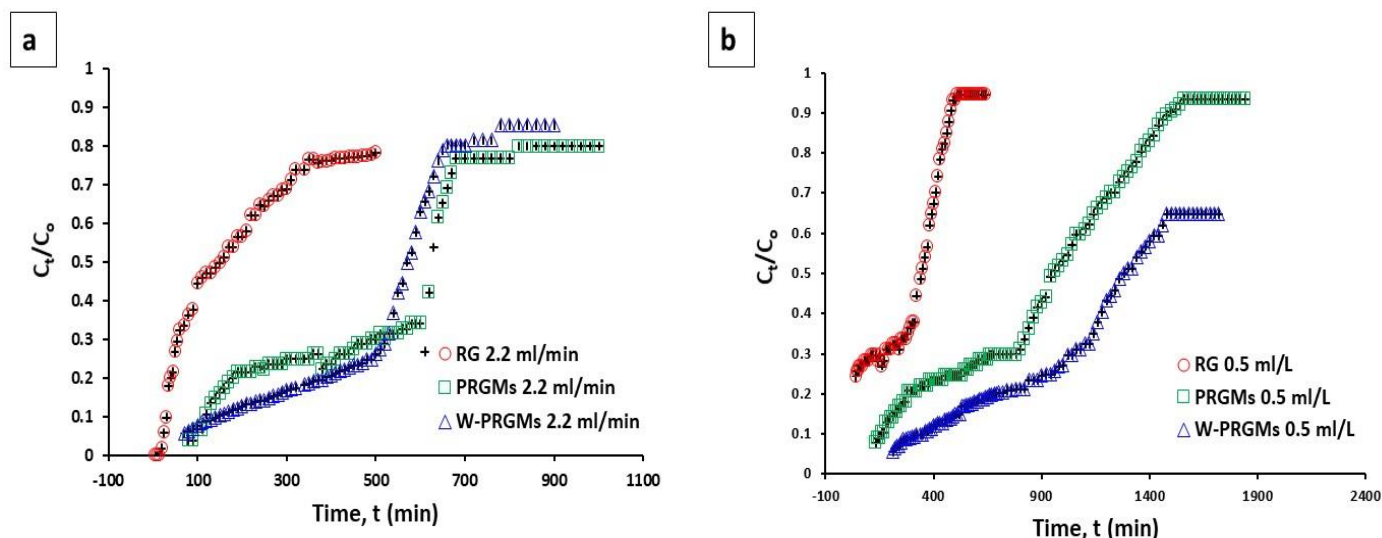 a
1
0.9
0.8
0.7
0.6
0.5
0.4
0.3
0.2
0.1
0
Ct/Co
-100 100 300 500 700 900 1100
Time, t (min)
RG 2.2 ml/min
PRGMs 2.2 ml/min
W-PRGMs 2.2 ml/min
b
1
0.9
0.8
0.7
0.6
0.5
0.4
0.3
0.2
0.1
0
Ct/Co
-100 400 900 1400 1900 2400
Time, t (min)
RG 0.5 ml/L
PRGMs 0.5 ml/L
W-PRGMs 0.5 ml/L